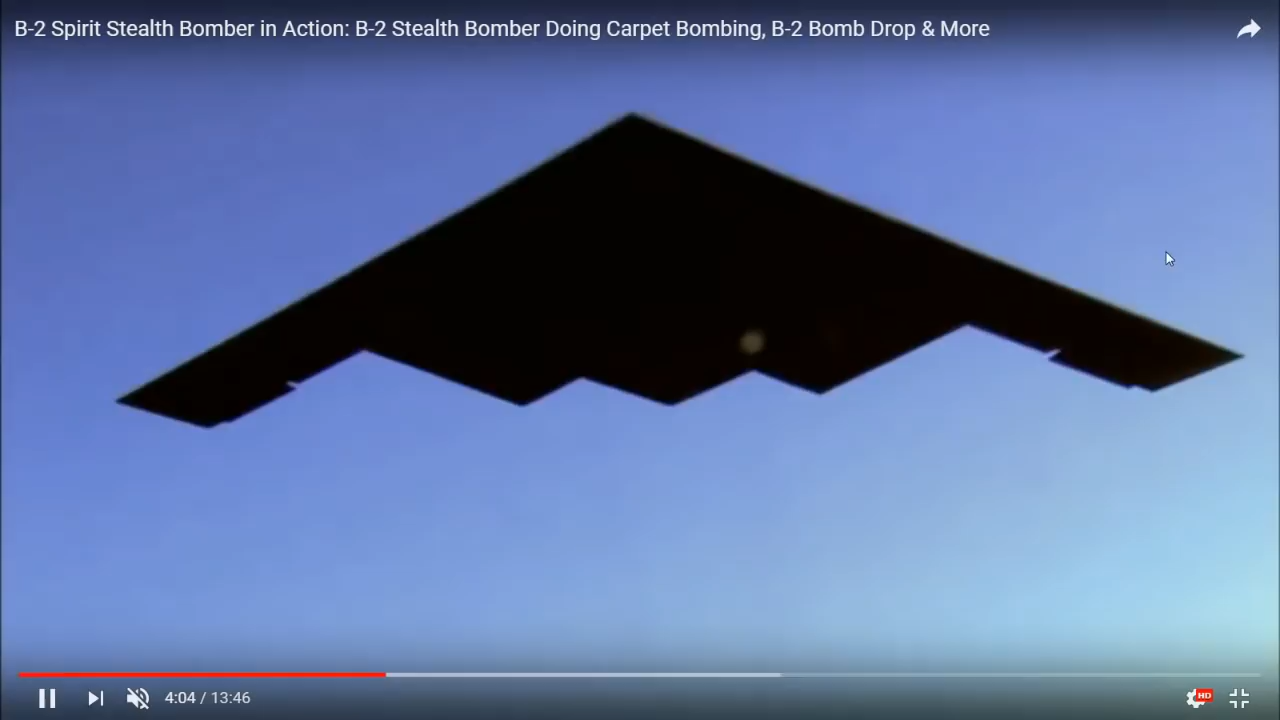 B-2 Spirit Stealth Bomber in Action: B-2 Stealth Bomber Doing Carpet Bombing, B-2 Bomb Drop & More
4:04 / 13:46
HD